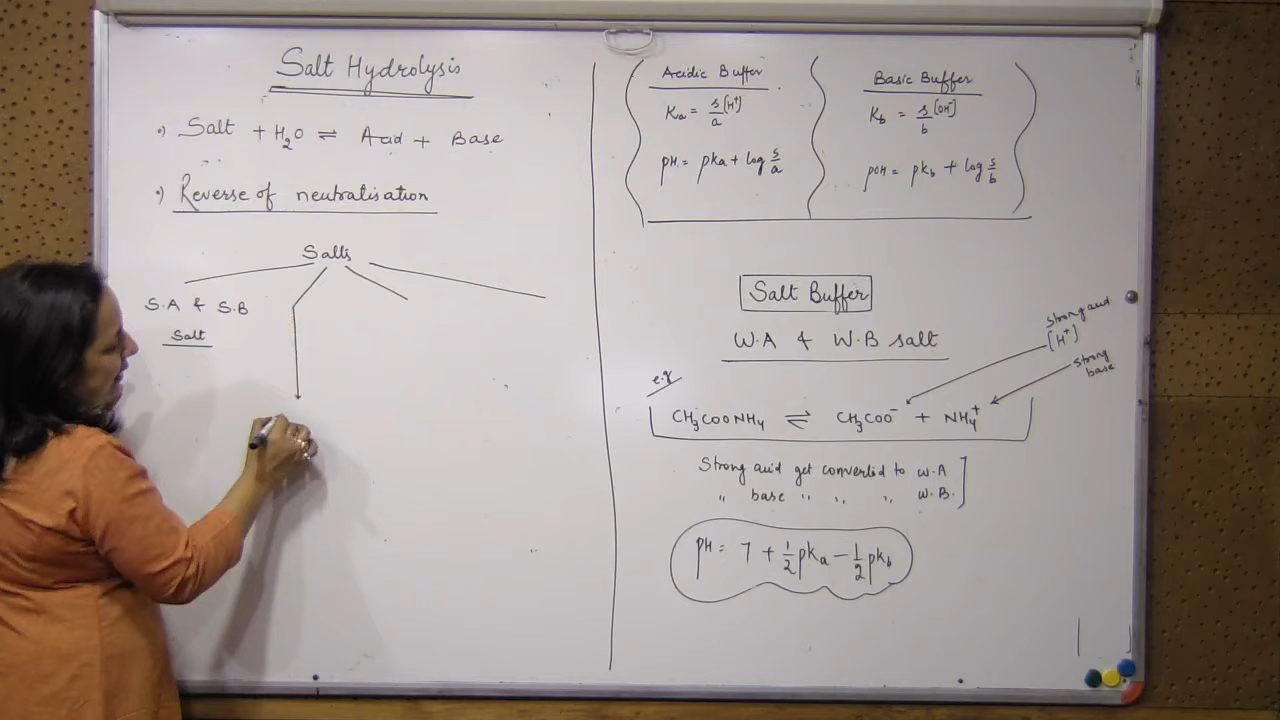 Salt Hydrolysis
•) Salt + H₂O ⇌ Acid + Base
•) Reverse of neutralisation
Salts
S.A & S.B
Salt
Acidic Buffer
Ka = s/a [H⁺]
pH = pka + log s/a
Basic Buffer
Kb = s/b [OH⁻]
pOH = pkb + log s/b
Salt Buffer
W.A & W.B salt
Strong acid
[H⁺]
Strong
base
e.g
CH₃COONH₄ ⇌ CH₃COO⁻ + NH₄⁺
Strong acid get converted to W.A
" base " " " W.B.
pH = 7 + 1/2 pka − 1/2 pkb